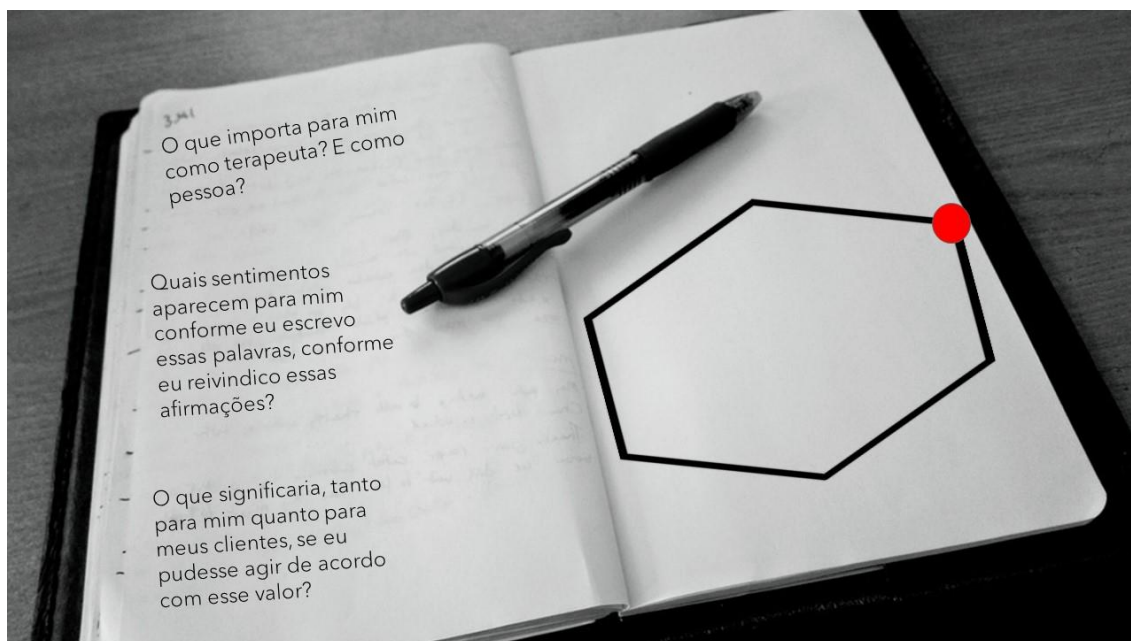 O que importa para mim
como terapeuta? E como
pessoa?
Quais sentimentos
aparecem para mim
conforme eu escrevo
essas palavras, conforme
eu reivindico essas
afirmações?
O que significaria, tanto
para mim quanto para
meus clientes, se eu
pudesse agir de acordo
com esse valor?